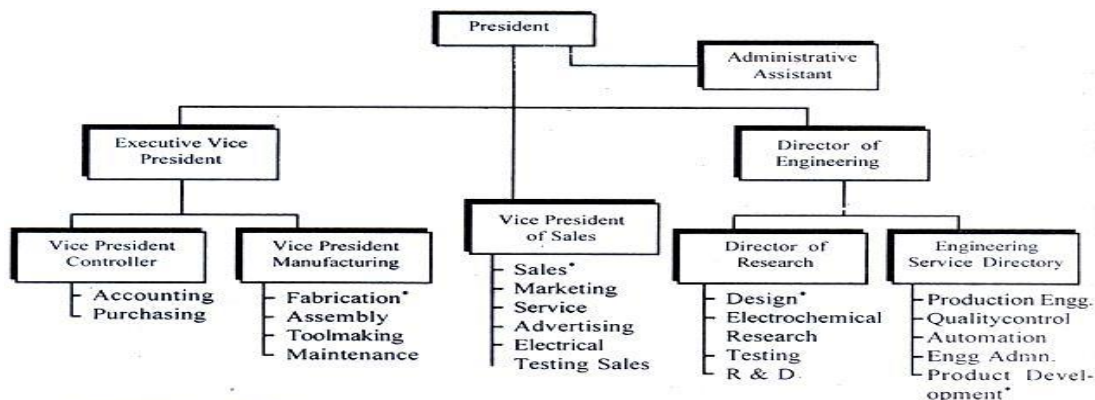 President
Administrative
Assistant
Executive Vice
President
Director of
Engineering
Vice President
Controller
Accounting
Purchasing
Vice President
Manufacturing
Fabrication*
Assembly
Toolmaking
Maintenance
Vice President
of Sales
Sales*
Marketing
Service
Advertising
Electrical
Testing Sales
Director of
Research
Design*
Electrochemical
Research
Testing
R & D
Engineering
Service Directory
Production Engg.
Qualitycontrol
Automation
Engg Admn.
Product Devel-
opment*